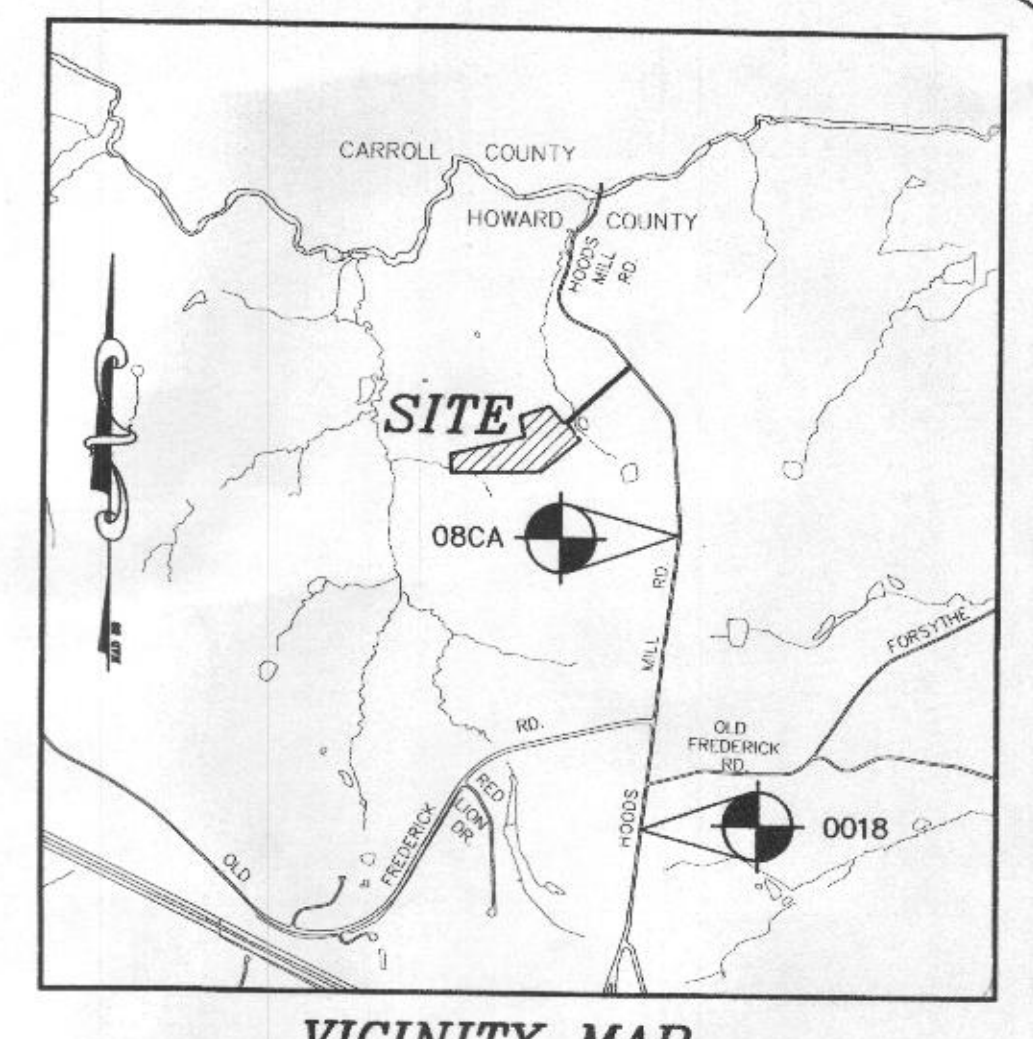 CARROLL COUNTY
HOWARD COUNTY
HOODS
MILL
RD.
SITE
08CA
RD.
MILL
HOODS
FORSYTHE
OLD
FREDERICK
RD.
RD.
RED
LION
DR.
FREDERICK
OLD
0018
VICINITY MAP